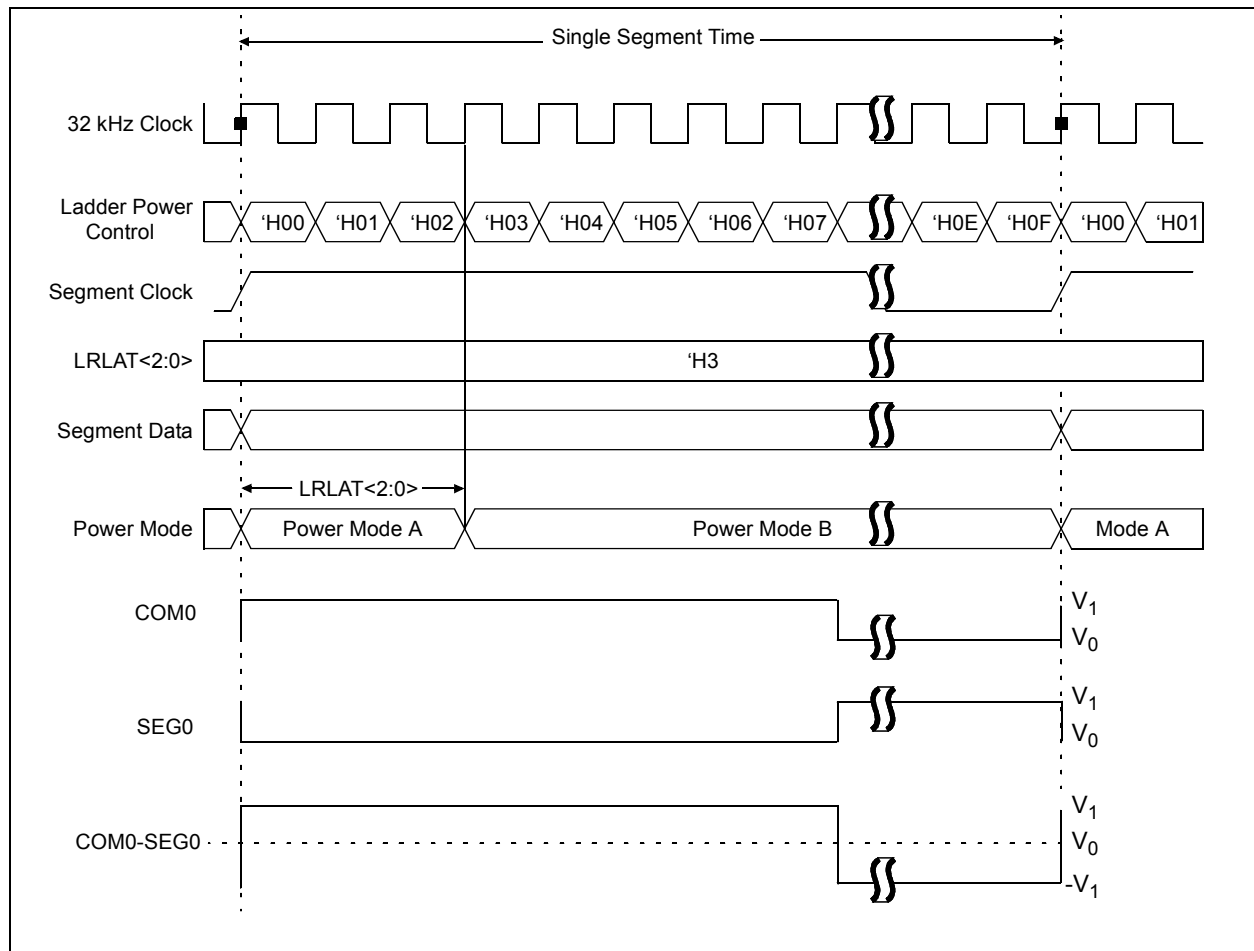 Single Segment Time
32 kHz Clock
Ladder Power
Control
‘H00 ‘H01 ‘H02 ‘H03 ‘H04 ‘H05 ‘H06 ‘H07 ‘H0E ‘H0F ‘H00 ‘H01
Segment Clock
LRLAT<2:0> ‘H3
Segment Data
LRLAT<2:0>
Power Mode Power Mode A Power Mode B Mode A
COM0
V1
V0
SEG0
V1
V0
COM0-SEG0
V1
V0
-V1